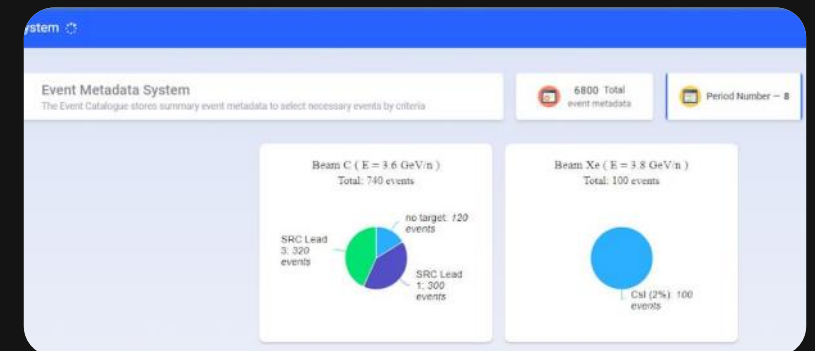 ystem
Event Metadata System
The Event Catalogue stores summary event metadata to select necessary events by criteria
6800 Total
event metadata
Period Number – 8
Beam C ( E = 3.6 GeV/n )
Total: 740 events
no target: 120
events
SRC Lead
3: 320
events
SRC Lead
1: 300
events
Beam Xe ( E = 3.8 GeV/n )
Total: 100 events
CsI (2%): 100
events